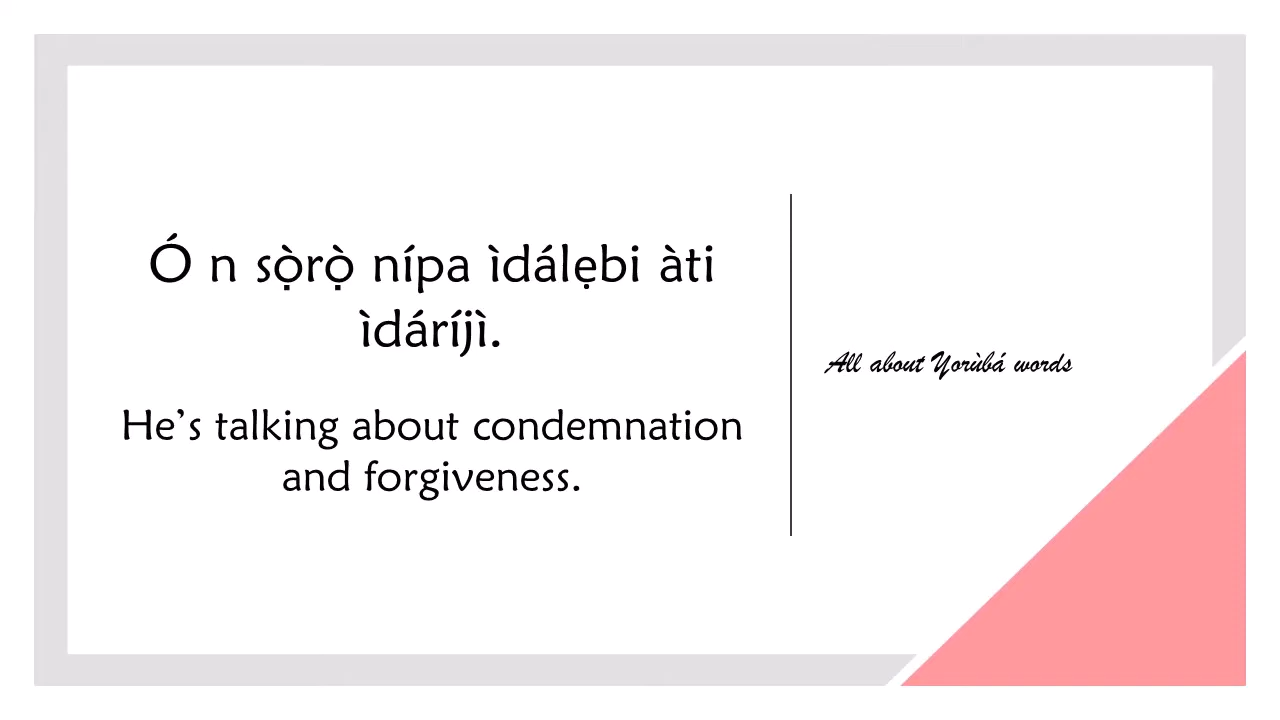 Ó n sọ̀rọ̀ nípa ìdálẹbi àti
ìdáríjì.
He’s talking about condemnation
and forgiveness.
All about Yorùbá words